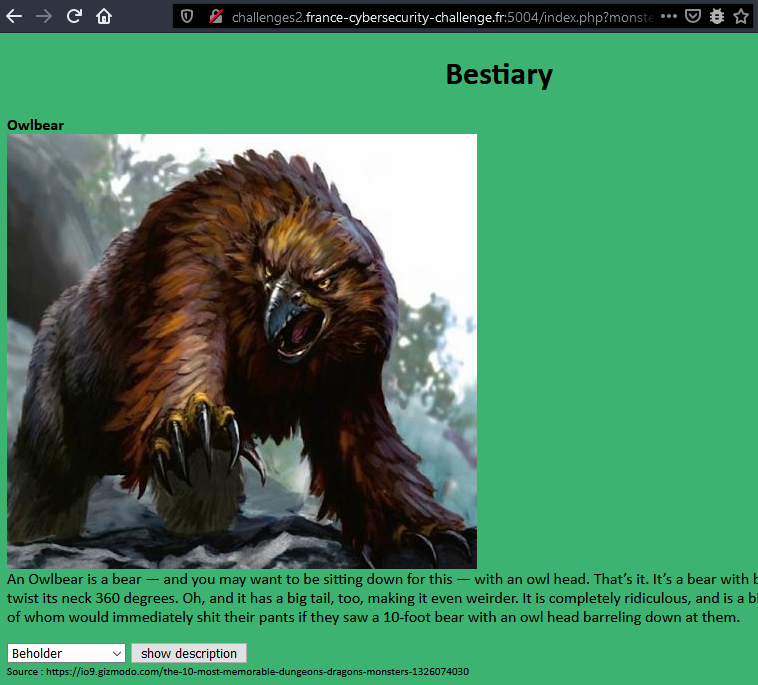 challenges2.france-cybersecurity-challenge.fr:5004/index.php?monste
Bestiary
Owlbear
An Owlbear is a bear — and you may want to be sitting down for this — with an owl head. That’s it. It’s a bear with
twist its neck 360 degrees. Oh, and it has a big tail, too, making it even weirder. It is completely ridiculous, and is a
of whom would immediately shit their pants if they saw a 10-foot bear with an owl head barreling down at them.
Beholder show description
Source : https://io9.gizmodo.com/the-10-most-memorable-dungeons-dragons-monsters-1326074030